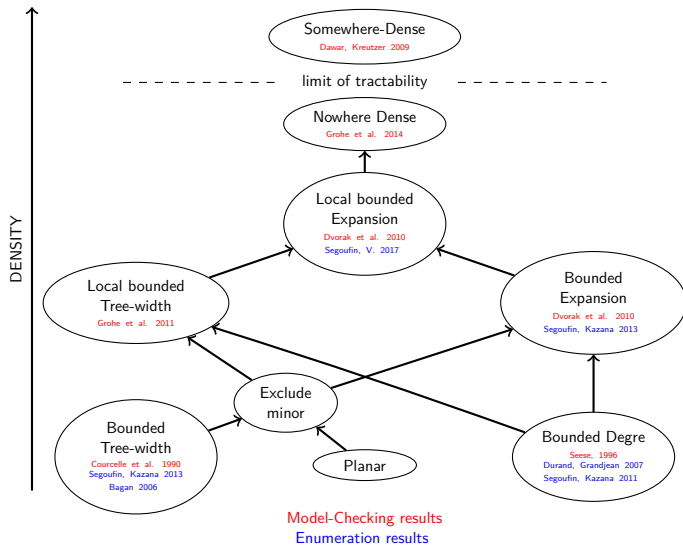 Somewhere-Dense
Dawar, Kreutzer 2009
limit of tractability
Nowhere Dense
Grohe et al. 2014
DENSITY
Local bounded
Expansion
Dvorak et al. 2010
Segoufin, V. 2017
Local bounded
Tree-width
Grohe et al. 2011
Bounded
Expansion
Dvorak et al. 2010
Segoufin, Kazana 2013
Exclude
minor
Bounded
Tree-width
Courcelle et al. 1990
Segoufin, Kazana 2013
Bagan 2006
Planar
Bounded Degre
Seese, 1996
Durand, Grandjean 2007
Segoufin, Kazana 2011
Model-Checking results
Enumeration results